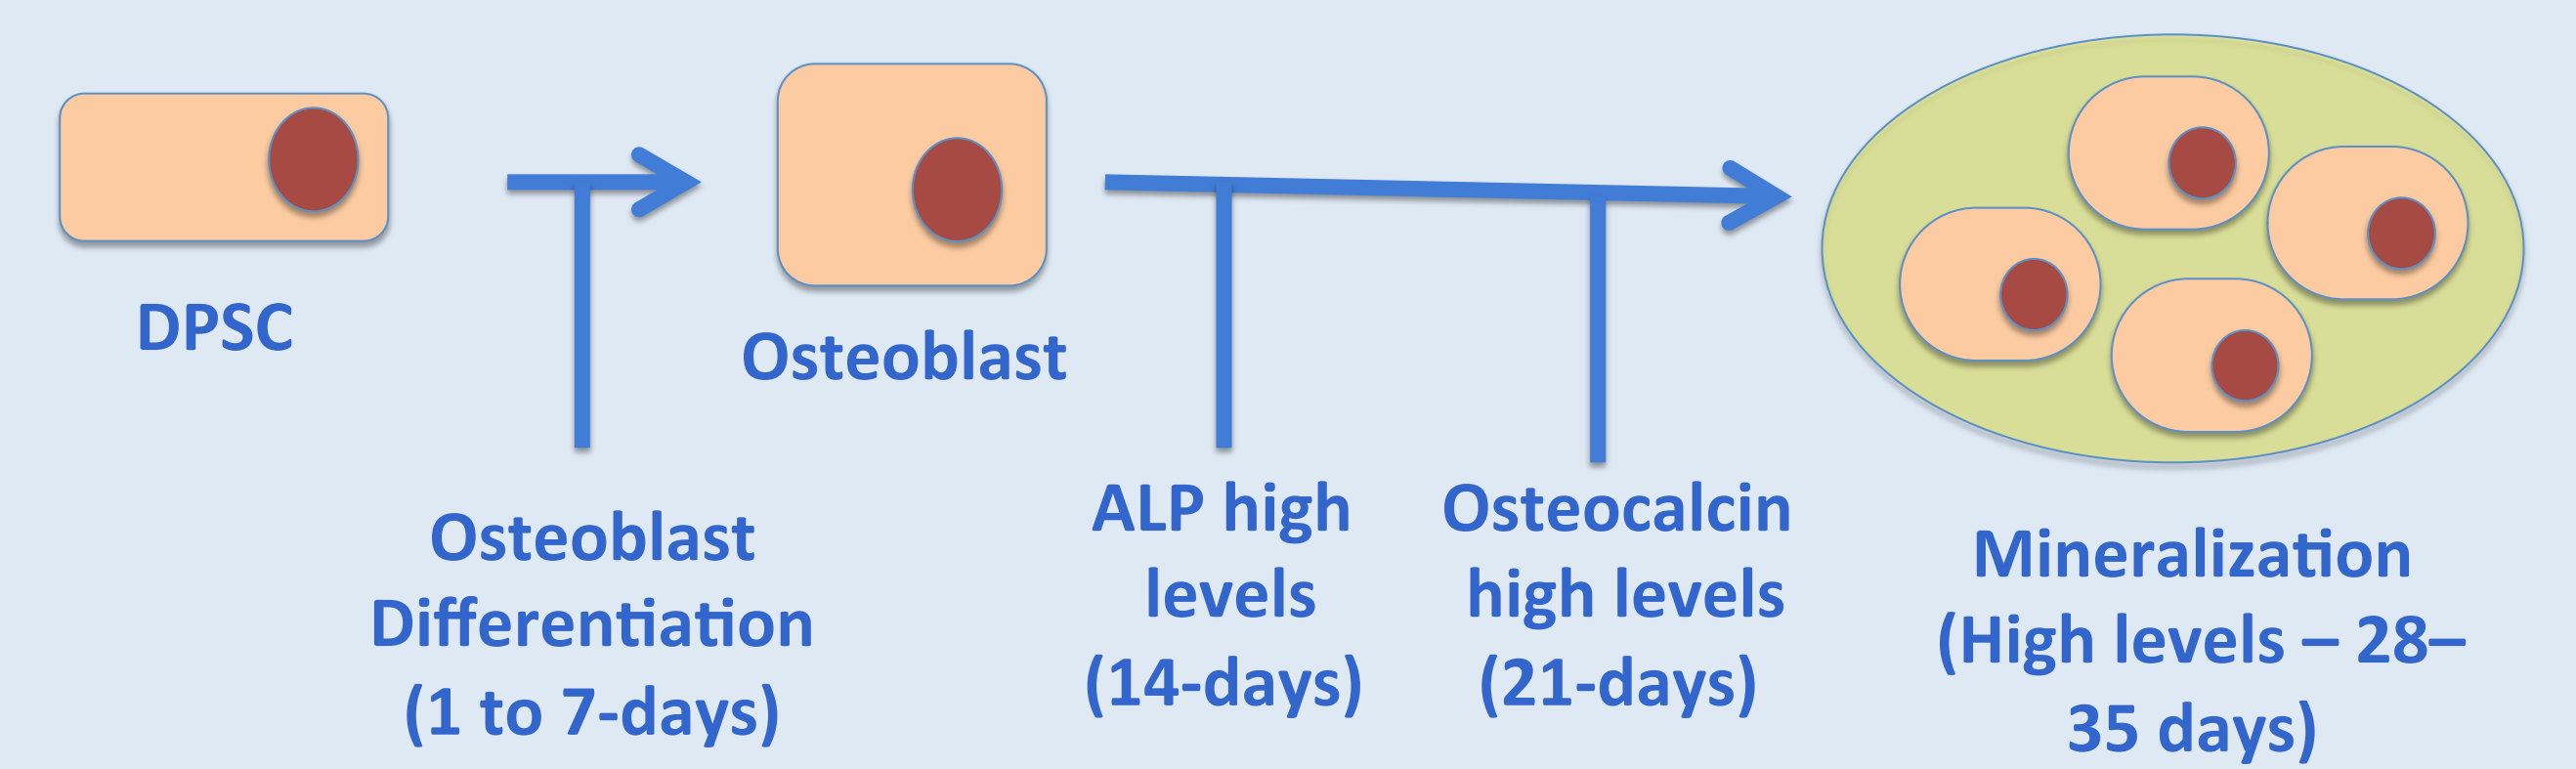 DPSC
Osteoblast
Osteoblast
Differentiation
(1 to 7-days)
ALP high
levels
(14-days)
Osteocalcin
high levels
(21-days)
Mineralization
(High levels – 28–
35 days)